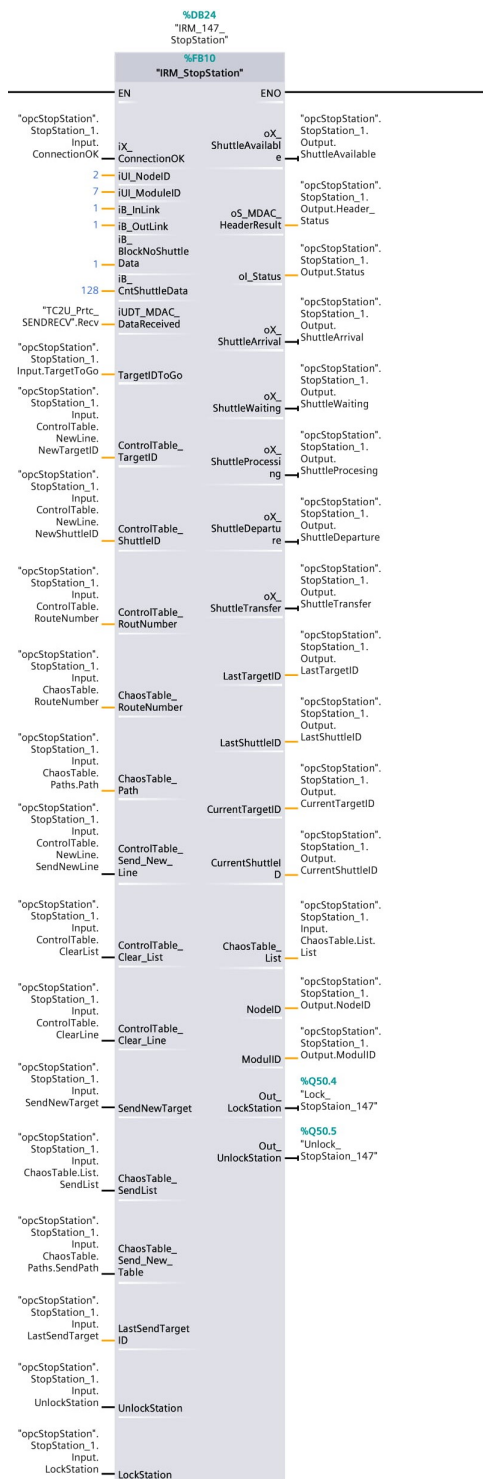 %DB24
"IRM_147_
StopStation"
%FB10
"IRM_StopStation"
EN
ENO
"opcStopStation".
StopStation_1.
Input.
ConnectionOK
iX_
ConnectionOK
2
iUI_NodeID
7
iUI_ModuleID
1
iB_InLink
1
iB_OutLink
iB_
BlockNoShuttle
1
Data
iB_
128
CntShuttleData
"TC2U_Prtc_
SENDRECV".Recv
iUDT_MDAC_
DataReceived
"opcStopStation".
StopStation_1.
Input.TargetToGo
TargetIDToGo
"opcStopStation".
StopStation_1.
Input.
ControlTable.
NewLine.
NewTargetID
ControlTable_
TargetID
"opcStopStation".
StopStation_1.
Input.
ControlTable.
NewLine.
NewShuttleID
ControlTable_
ShuttleID
"opcStopStation".
StopStation_1.
Input.
ControlTable.
RouteNumber
ControlTable_
RoutNumber
"opcStopStation".
StopStation_1.
Input.
ChaosTable.
RouteNumber
ChaosTable_
RouteNumber
"opcStopStation".
StopStation_1.
Input.
ChaosTable.
Paths.Path
ChaosTable_
Path
"opcStopStation".
StopStation_1.
Input.
ControlTable.
NewLine.
SendNewLine
ControlTable_
Send_New_
Line
"opcStopStation".
StopStation_1.
Input.
ControlTable.
ClearList
ControlTable_
Clear_List
"opcStopStation".
StopStation_1.
Input.
ControlTable.
ClearLine
ControlTable_
Clear_Line
"opcStopStation".
StopStation_1.
Input.
SendNewTarget
SendNewTarget
"opcStopStation".
StopStation_1.
Input.
ChaosTable.List.
SendList
ChaosTable_
SendList
"opcStopStation".
StopStation_1.
Input.
ChaosTable.
Paths.SendPath
ChaosTable_
Send_New_
Table
"opcStopStation".
StopStation_1.
Input.
LastSendTarget
LastSendTarget
ID
"opcStopStation".
StopStation_1.
Input.
UnlockStation
UnlockStation
"opcStopStation".
StopStation_1.
Input.
LockStation
LockStation
oX_
ShuttleAvailabl
e
"opcStopStation".
StopStation_1.
Output.
ShuttleAvailable
oS_MDAC_
HeaderResult
"opcStopStation".
StopStation_1.
Output.Header_
Status
oI_Status
"opcStopStation".
StopStation_1.
Output.Status
oX_
ShuttleArrival
"opcStopStation".
StopStation_1.
Output.
ShuttleArrival
oX_
ShuttleWaiting
"opcStopStation".
StopStation_1.
Output.
ShuttleWaiting
oX_
ShuttleProcessi
ng
"opcStopStation".
StopStation_1.
Output.
ShuttleProcesing
oX_
ShuttleDepartu
re
"opcStopStation".
StopStation_1.
Output.
ShuttleDeparture
oX_
ShuttleTransfer
"opcStopStation".
StopStation_1.
Output.
ShuttleTransfer
LastTargetID
"opcStopStation".
StopStation_1.
Output.
LastTargetID
LastShuttleID
"opcStopStation".
StopStation_1.
Output.
LastShuttleID
CurrentTargetID
"opcStopStation".
StopStation_1.
Output.
CurrentTargetID
CurrentShuttleI
D
"opcStopStation".
StopStation_1.
Output.
CurrentShuttleID
ChaosTable_
List
"opcStopStation".
StopStation_1.
Input.
ChaosTable.List.
List
NodeID
"opcStopStation".
StopStation_1.
Output.NodeID
ModulID
"opcStopStation".
StopStation_1.
Output.ModulID
Out_
LockStation
%Q50.4
"Lock_
StopStaion_147"
Out_
UnlockStation
%Q50.5
"Unlock_
StopStaion_147"